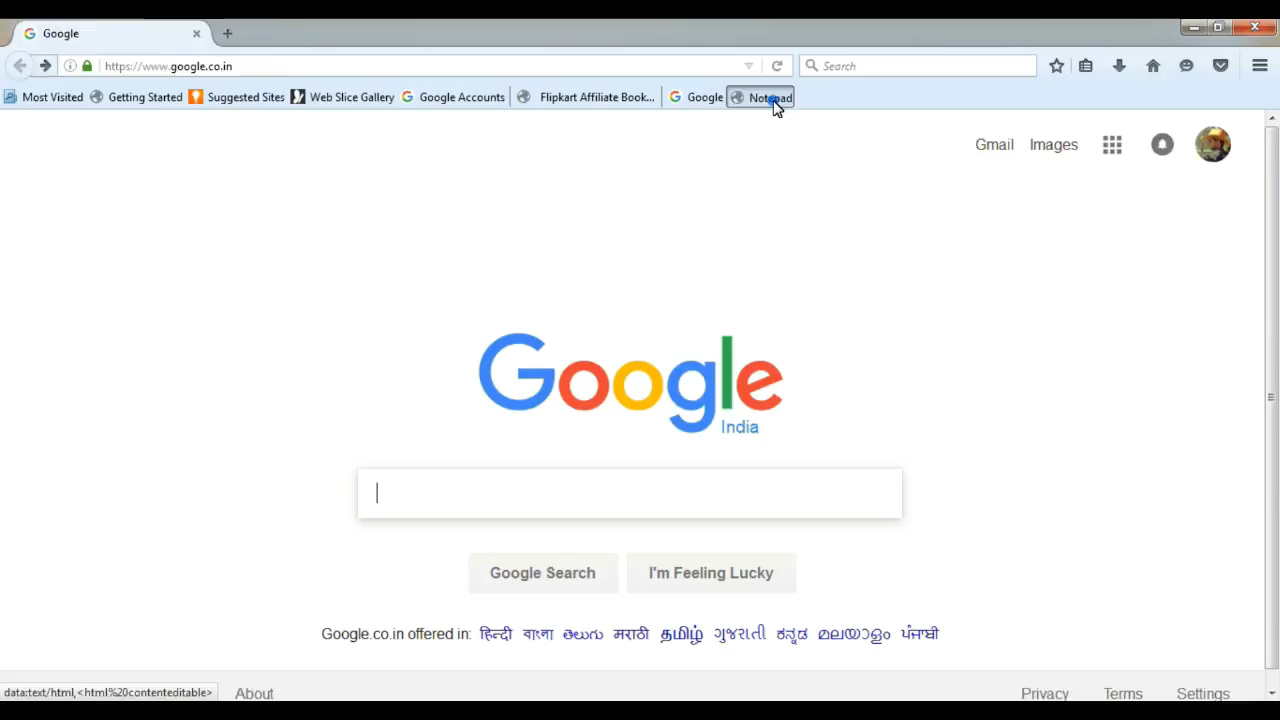 Google
https://www.google.co.in
Search
Most Visited Getting Started Suggested Sites Web Slice Gallery Google Accounts Flipkart Affiliate Book... Google Notepad
Gmail Images
Google
India
Google Search I'm Feeling Lucky
Google.co.in offered in: हिन्दी বাংলা తెలుగు मराठी தமிழ் ગુજરાતી ಕನ್ನಡ മലയാളം ਪੰਜਾਬੀ
data:text/html,<html%20contenteditable> About Privacy Terms Settings